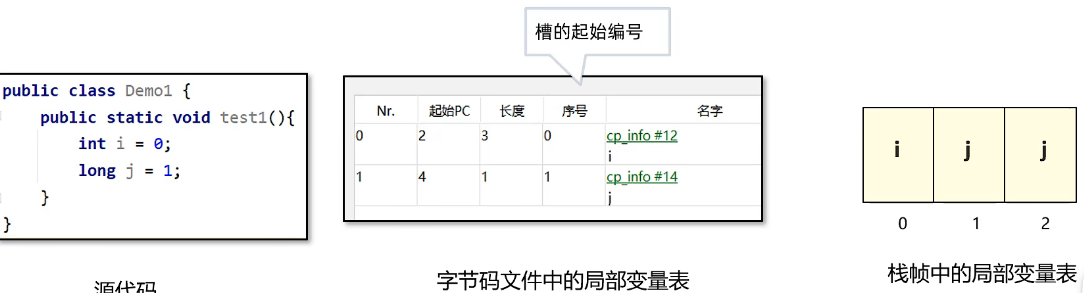 槽的起始编号
public class Demo1 {
public static void test1(){
int i = 0;
long j = 1;
}
}
源代码
Nr. 起始PC 长度 序号 名字
0 2 3 0 cp_info #12
i
1 4 1 1 cp_info #14
j
字节码文件中的局部变量表
i j j
0 1 2
栈帧中的局部变量表